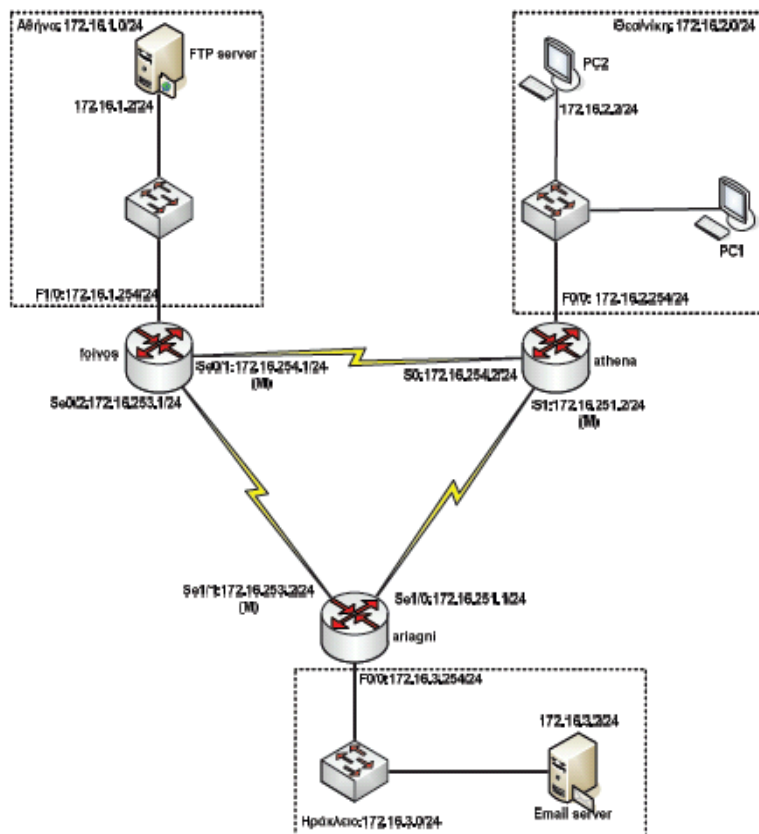 Αθήνα: 172.16.1.0/24
FTP server
172.16.1.2/24
F1/0:172.16.1.254/24
Θεσ/νίκη: 172.16.2.0/24
PC2
172.16.2.2/24
PC1
F0/0: 172.16.2.254/24
foivos
Se0/1:172.16.254.1/24
(M)
S0:172.16.254.2/24
athena
Se0/2:172.16.253.1/24
S1:172.16.251.2/24
(M)
Se1/1:172.16.253.2/24
(M)
Se1/0:172.16.251.1/24
ariagni
F0/0:172.16.3.254/24
172.16.3.2/24
Email server
Ηράκλειο:172.16.3.0/24